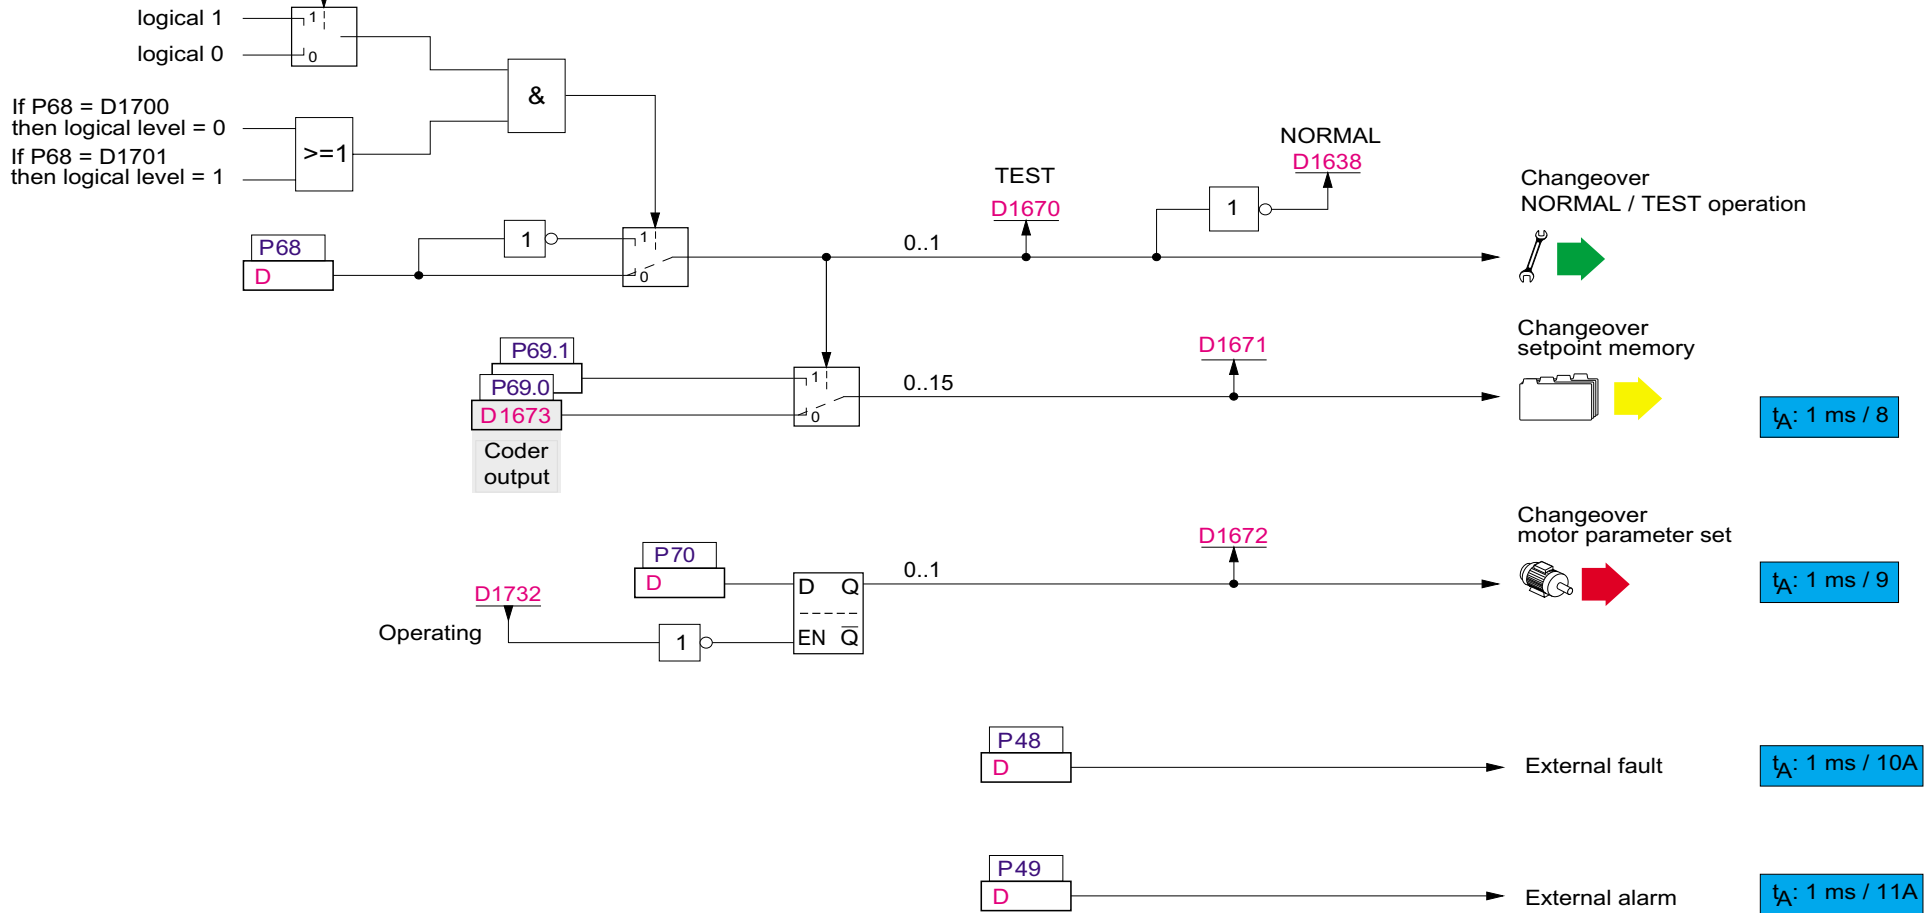 logical 1
logical 0
1
0
If P68 = D1700
then logical level = 0
If P68 = D1701
then logical level = 1
>=1
&
NORMAL
D1638
TEST
D1670
1
Changeover
NORMAL / TEST operation
P68
D
1
1
0
0..1
P69.1
P69.0
D1673
Coder
output
1
0
0..15
D1671
Changeover
setpoint memory
tA: 1 ms / 8
P70
D
D1732
Operating
1
D Q
EN Q̅
0..1
D1672
Changeover
motor parameter set
tA: 1 ms / 9
P48
D
External fault
tA: 1 ms / 10A
P49
D
External alarm
tA: 1 ms / 11A